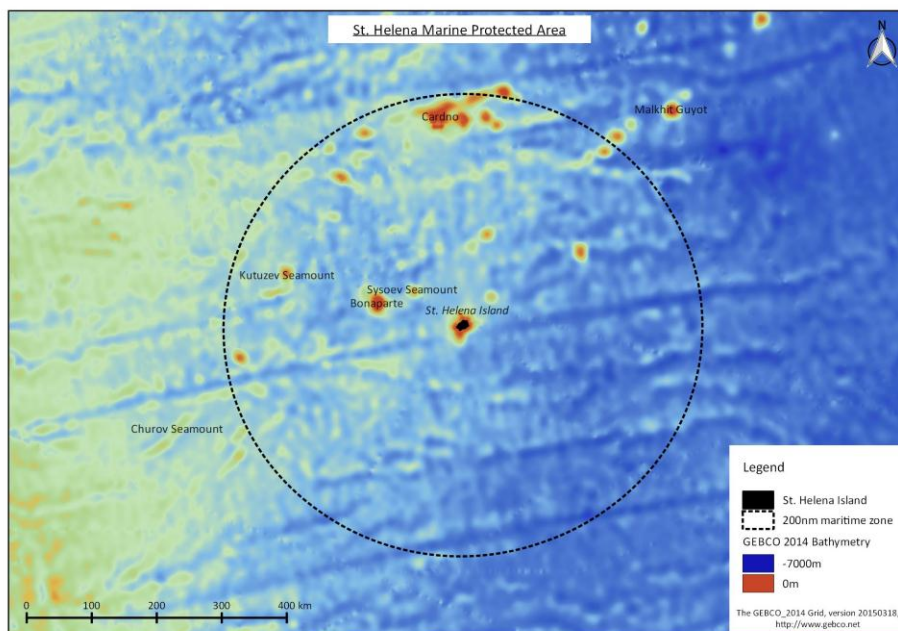 St. Helena Marine Protected Area
N
Cardno
Malkhit Guyot
Kutuzev Seamount
Sysoev Seamount
Bonaparte
St. Helena Island
Churov Seamount
Legend
St. Helena Island
200nm maritime zone
GEBCO 2014 Bathymetry
-7000m
0m
0 100 200 300 400 km
The GEBCO_2014 Grid, version 20150318,
http://www.gebco.net